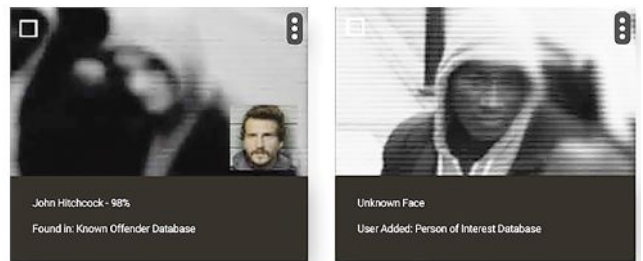 John Hitchcock - 98%
Found in: Known Offender Database
Unknown Face
User Added: Person of Interest Database